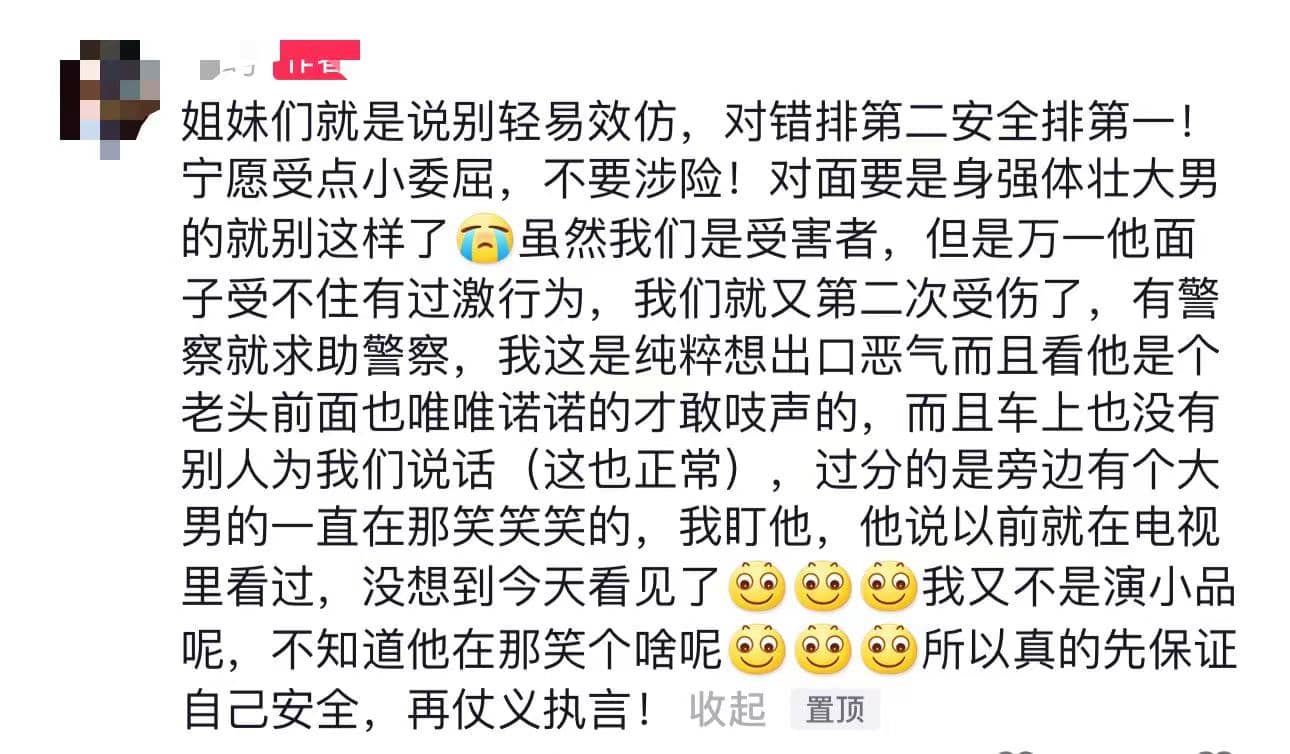 作者
姐妹们就是说别轻易效仿，对错排第二安全排第一！
宁愿受点小委屈，不要涉险！对面要是身强体壮大男
的就别这样了😭虽然我们是受害者，但是万一他面
子受不住有过激行为，我们就又第二次受伤了，有警
察就求助警察，我这是纯粹想出口恶气而且看他是个
老头前面也唯唯诺诺的才敢吱声的，而且车上也没有
别人为我们说话（这也正常），过分的是旁边有个大
男的一直在那笑笑笑的，我盯他，他说以前就在电视
里看过，没想到今天看见了我又不是演小品
呢，不知道他在那笑个啥呢所以真的先保证
自己安全，再仗义执言！ 收起 置顶